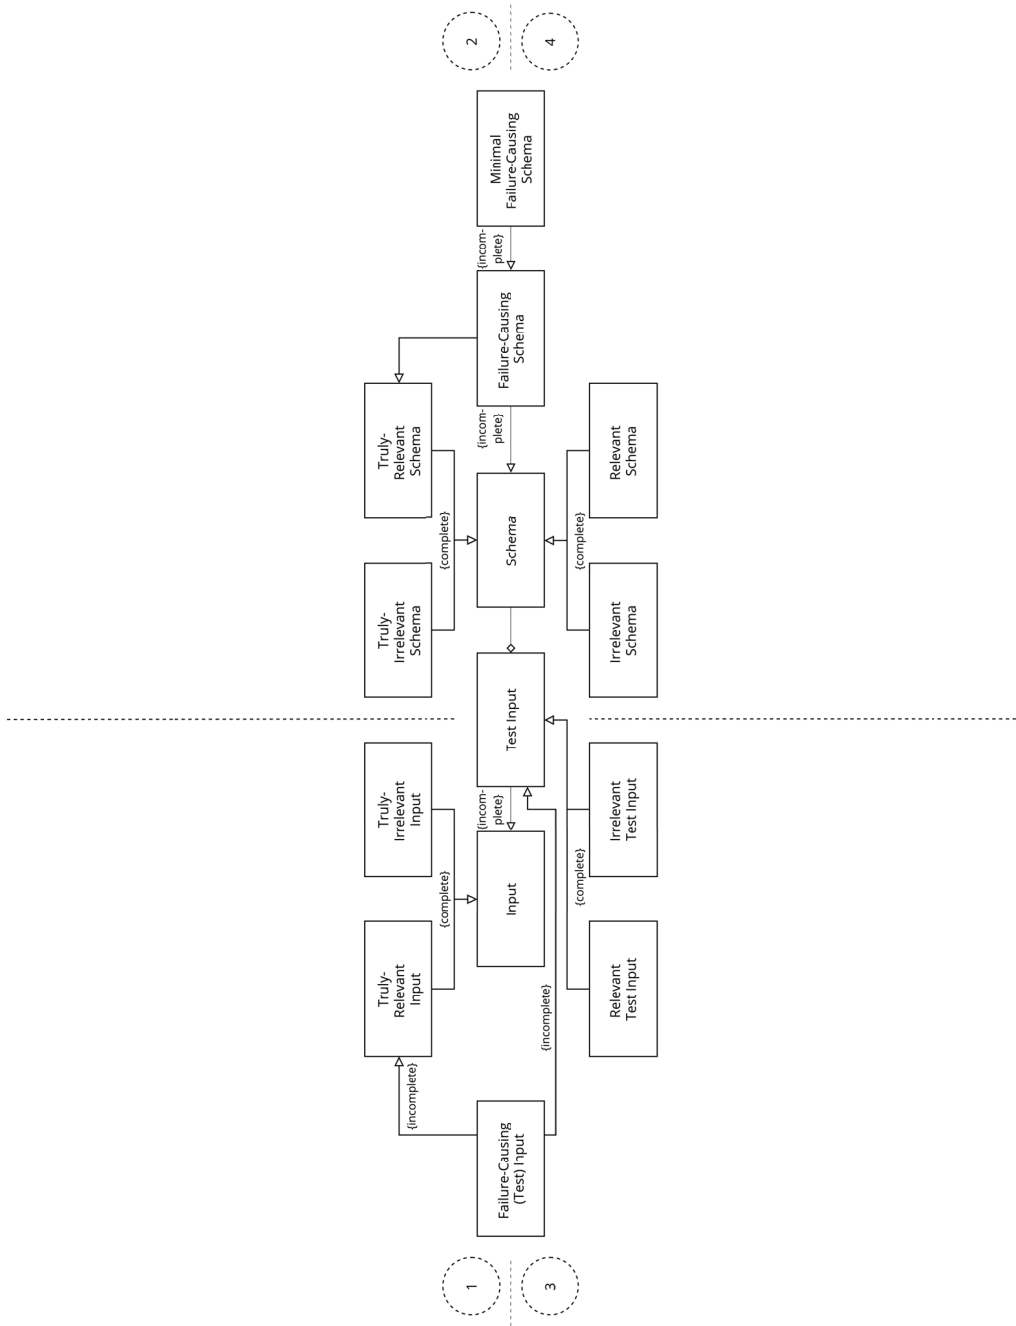 1
2
Truly-
Relevant
Input
Truly-
Irrelevant
Input
Truly-
Irrelevant
Schema
Truly-
Relevant
Schema
{incomplete}
{complete}
{complete}
Failure-Causing
(Test) Input
Input
{incom-
plete}
Test Input
Schema
{incom-
plete}
Failure-Causing
Schema
{incom-
plete}
Minimal
Failure-Causing
Schema
{incomplete}
{complete}
{complete}
Relevant
Test Input
Irrelevant
Test Input
Irrelevant
Schema
Relevant
Schema
3
4